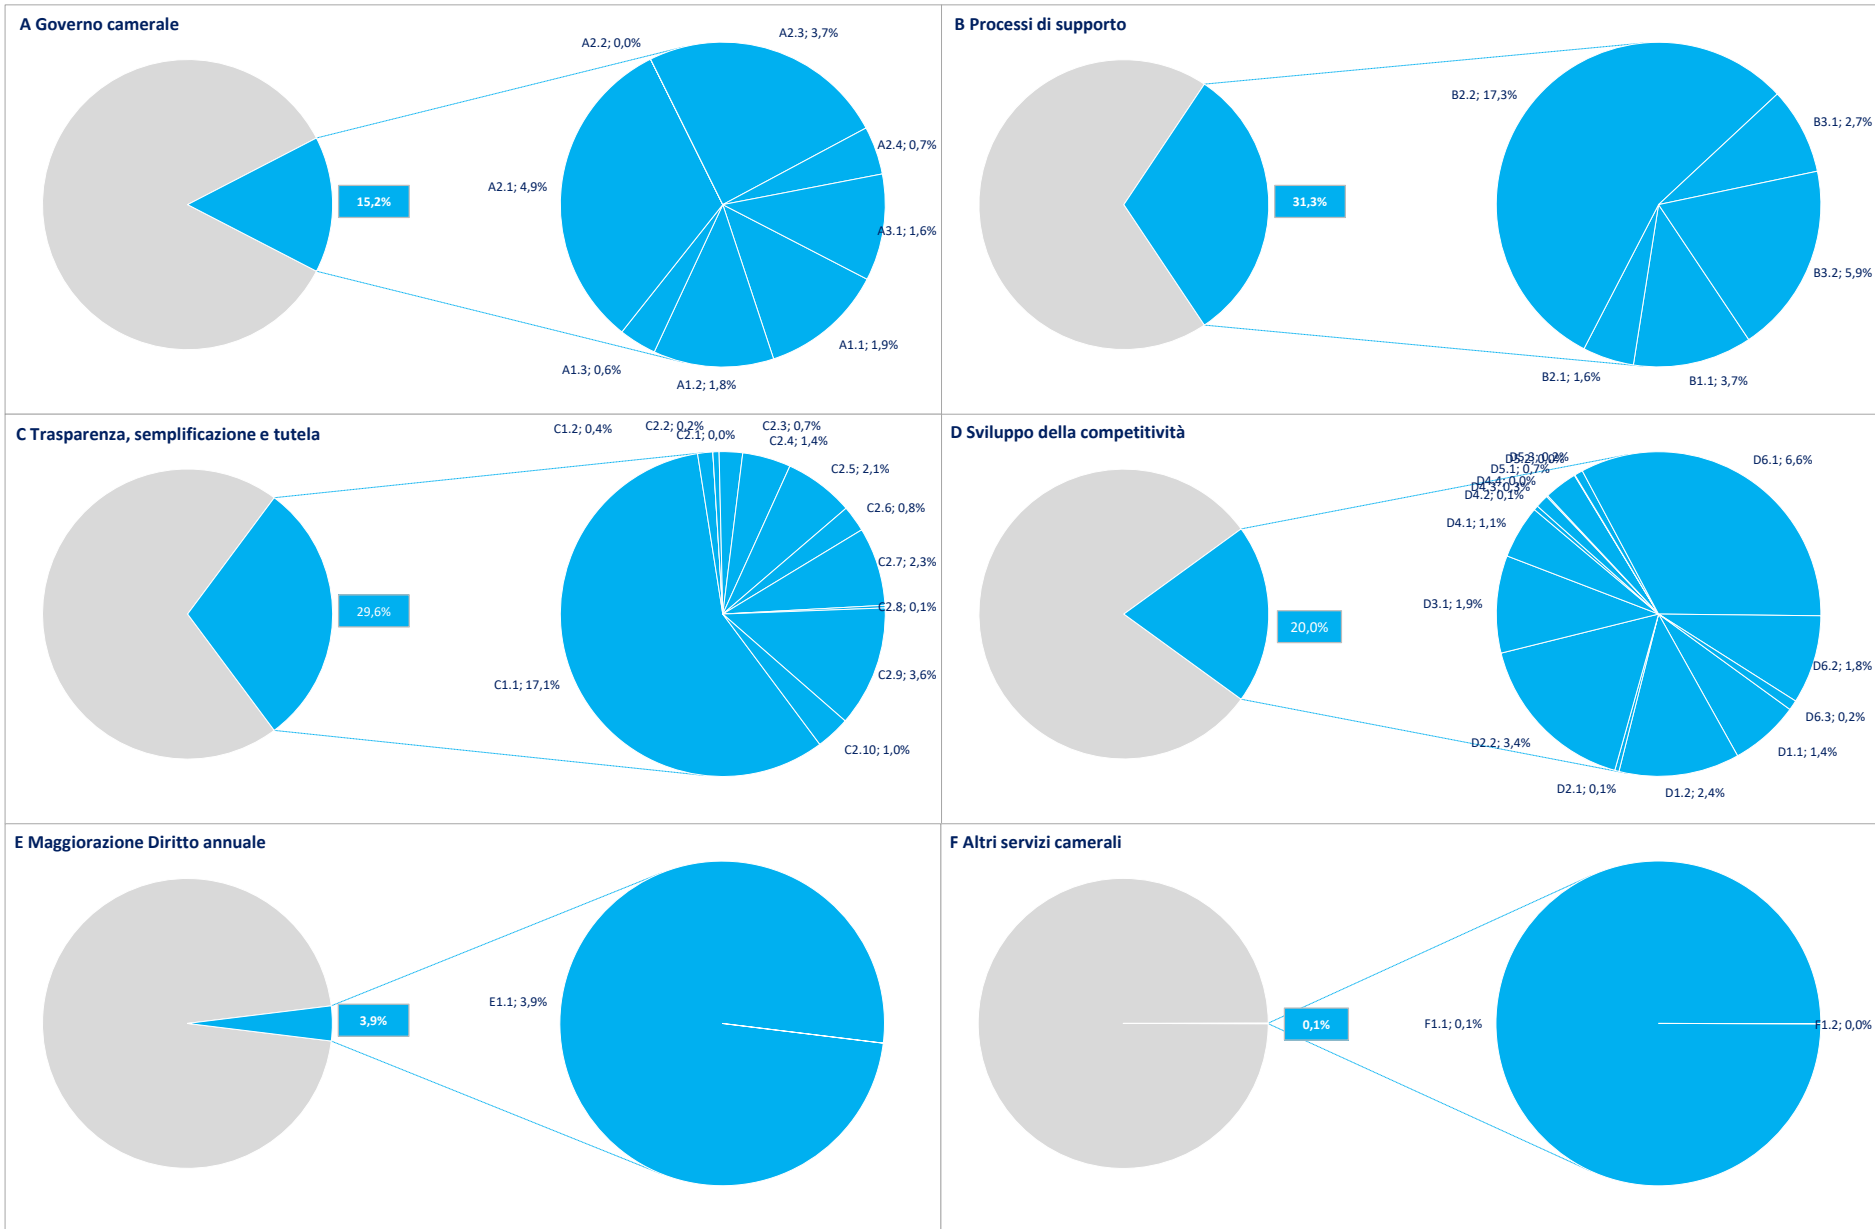 A Governo camerale
A2.2; 0,0%
A2.3; 3,7%
A2.4; 0,7%
A2.1; 4,9%
15,2%
A3.1; 1,6%
A1.1; 1,9%
A1.3; 0,6%
A1.2; 1,8%
B Processi di supporto
B2.2; 17,3%
B3.1; 2,7%
31,3%
B3.2; 5,9%
B2.1; 1,6%
B1.1; 3,7%
C Trasparenza, semplificazione e tutela
C1.2; 0,4%
C2.2; 0,2%
C2.1; 0,0%
C2.3; 0,7%
C2.4; 1,4%
C2.5; 2,1%
C2.6; 0,8%
C2.7; 2,3%
C2.8; 0,1%
29,6%
C2.9; 3,6%
C1.1; 17,1%
C2.10; 1,0%
D Sviluppo della competitività
D5.3; 0,2%
D5.2; 0,0%
D5.1; 0,7%
D4.4; 0,0%
D4.3; 0,3%
D4.2; 0,1%
D4.1; 1,1%
D6.1; 6,6%
D3.1; 1,9%
20,0%
D6.2; 1,8%
D6.3; 0,2%
D2.2; 3,4%
D1.1; 1,4%
D2.1; 0,1%
D1.2; 2,4%
E Maggiorazione Diritto annuale
E1.1; 3,9%
3,9%
F Altri servizi camerali
0,1%
F1.1; 0,1%
F1.2; 0,0%